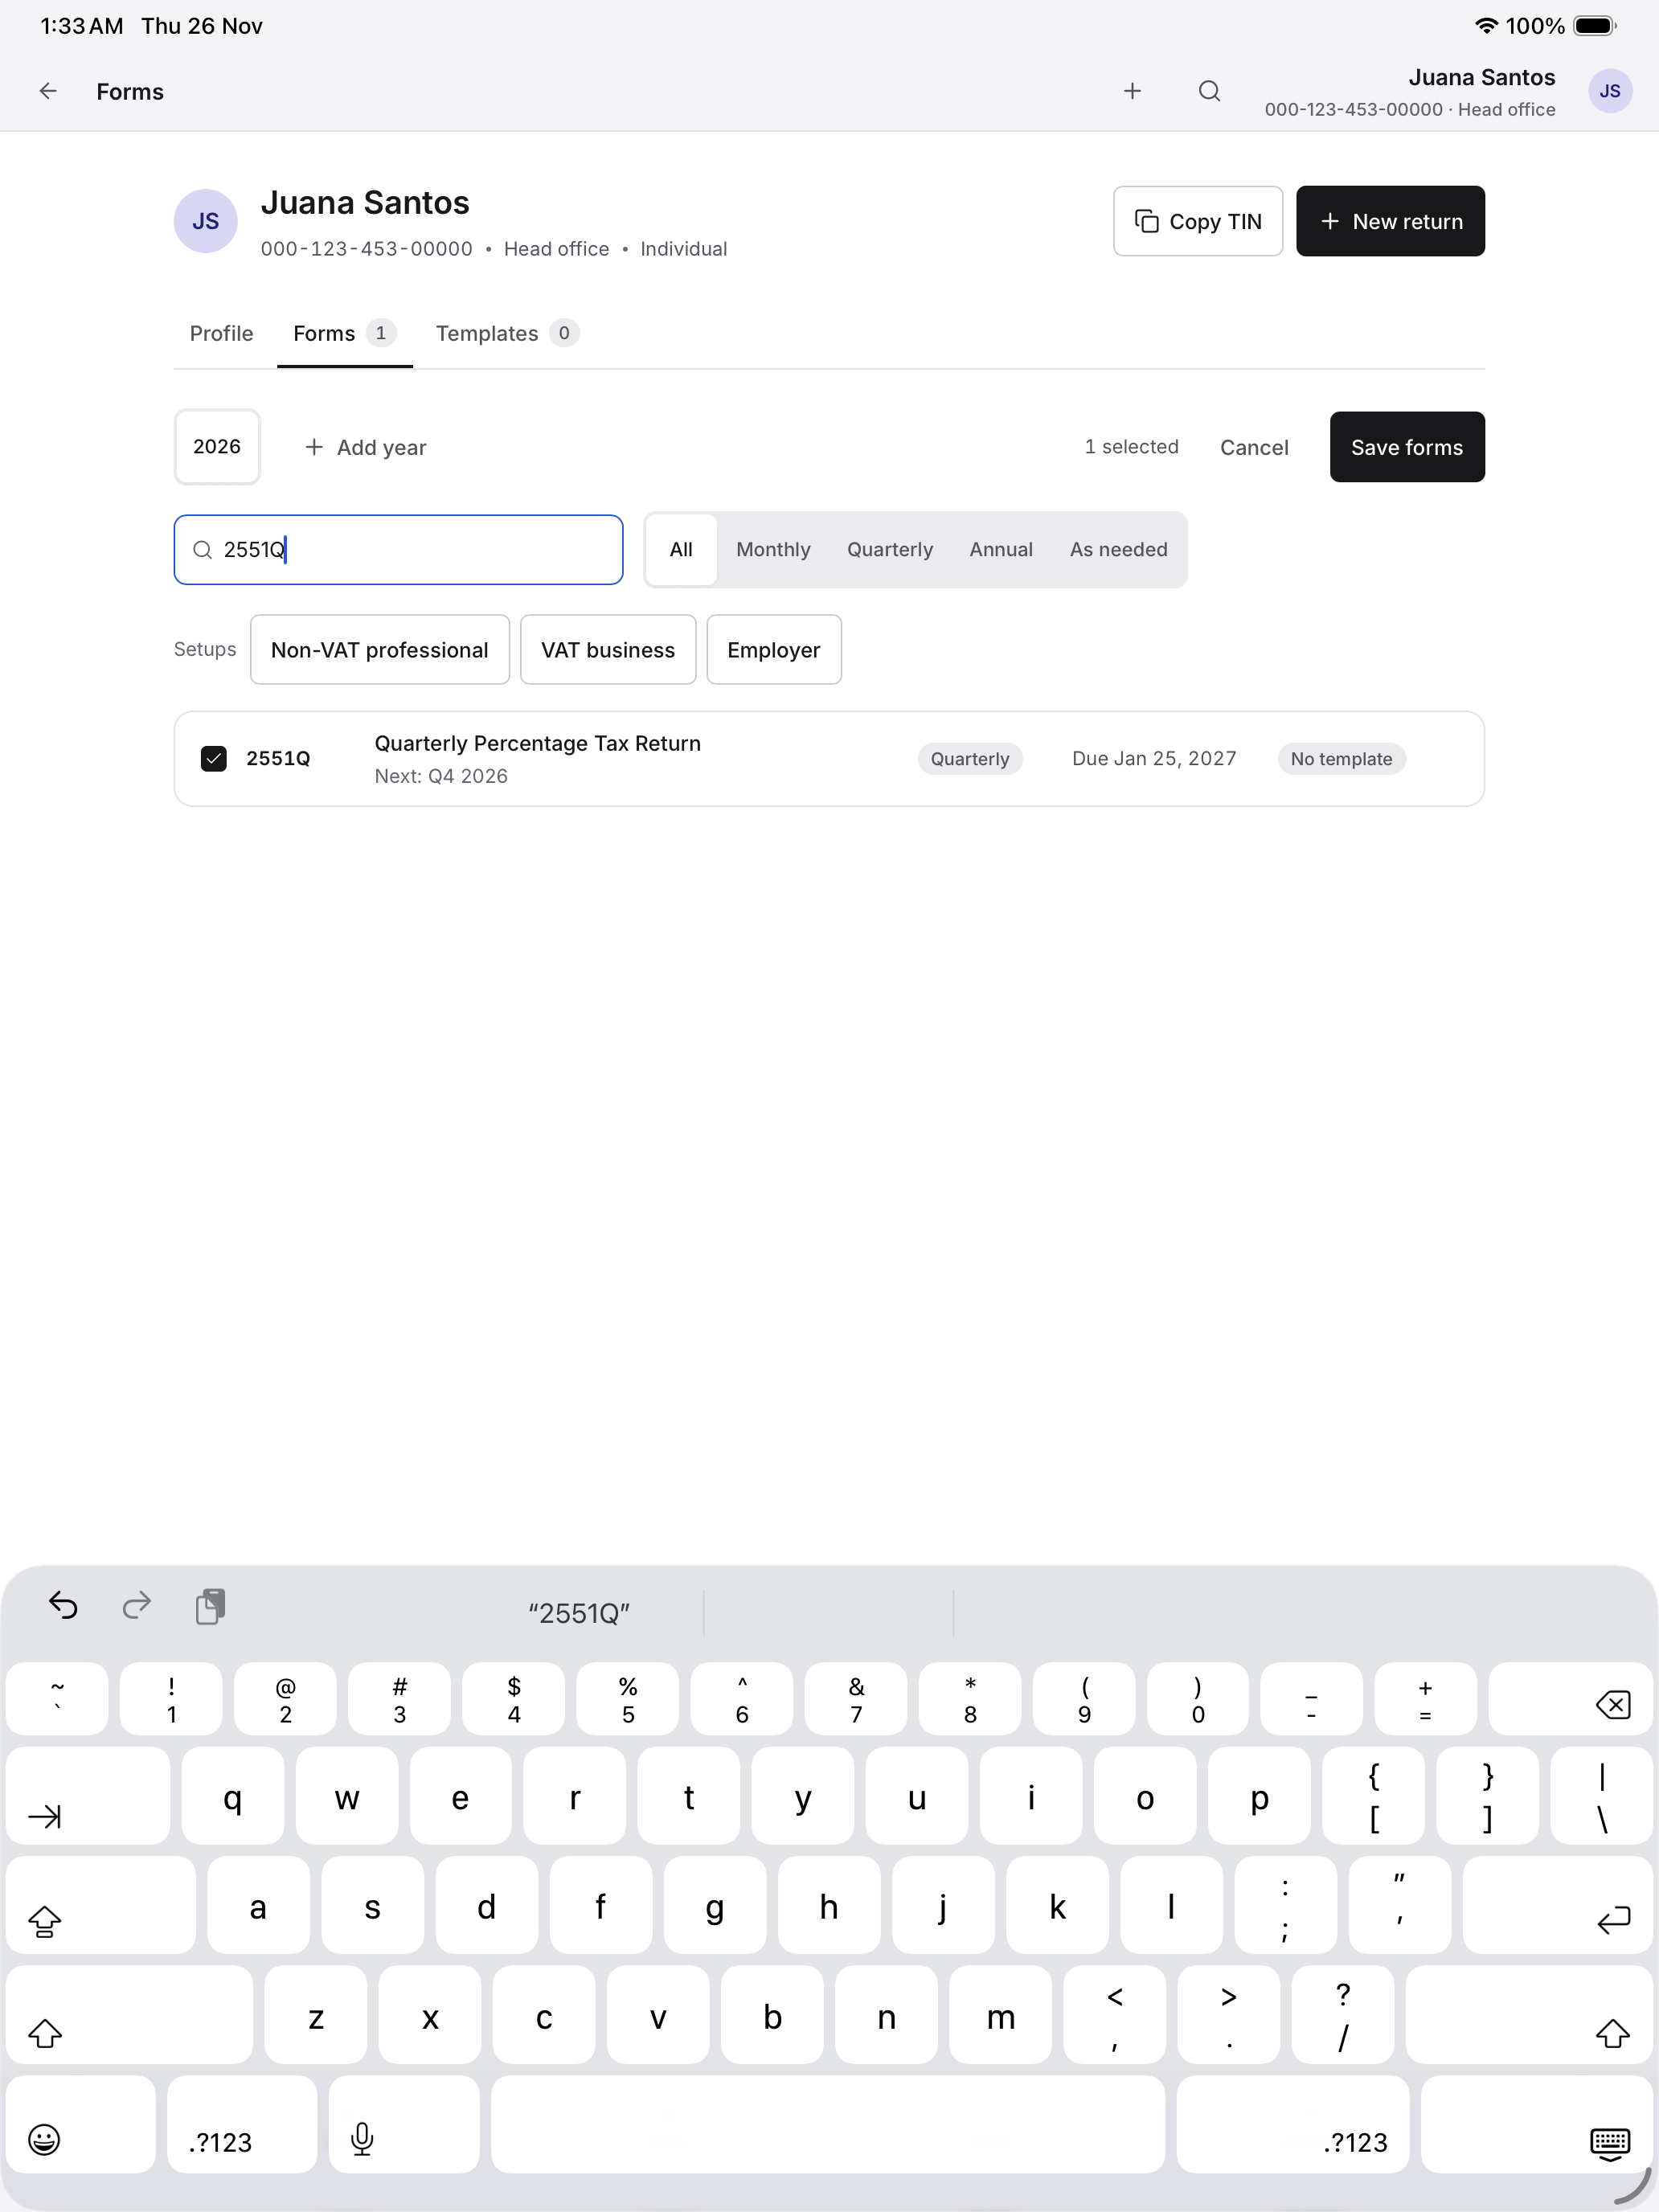 1:33 AM Thu 26 Nov
100%
Forms
Juana Santos
000-123-453-00000 · Head office
JS
JS
Juana Santos
000-123-453-00000 • Head office • Individual
Copy TIN
+ New return
Profile
Forms 1
Templates 0
2026
+ Add year
1 selected
Cancel
Save forms
2551Q
All
Monthly
Quarterly
Annual
As needed
Setups
Non-VAT professional
VAT business
Employer
2551Q
Quarterly Percentage Tax Return
Next: Q4 2026
Quarterly
Due Jan 25, 2027
No template
“2551Q”
~ ! @ # $ % ^ & * ( ) _ +
` 1 2 3 4 5 6 7 8 9 0 - =
q w e r t y u i o p { } |
[ ] \
a s d f g h j k l : "
; '
z x c v b n m < > ?
, . /
.?123
.?123